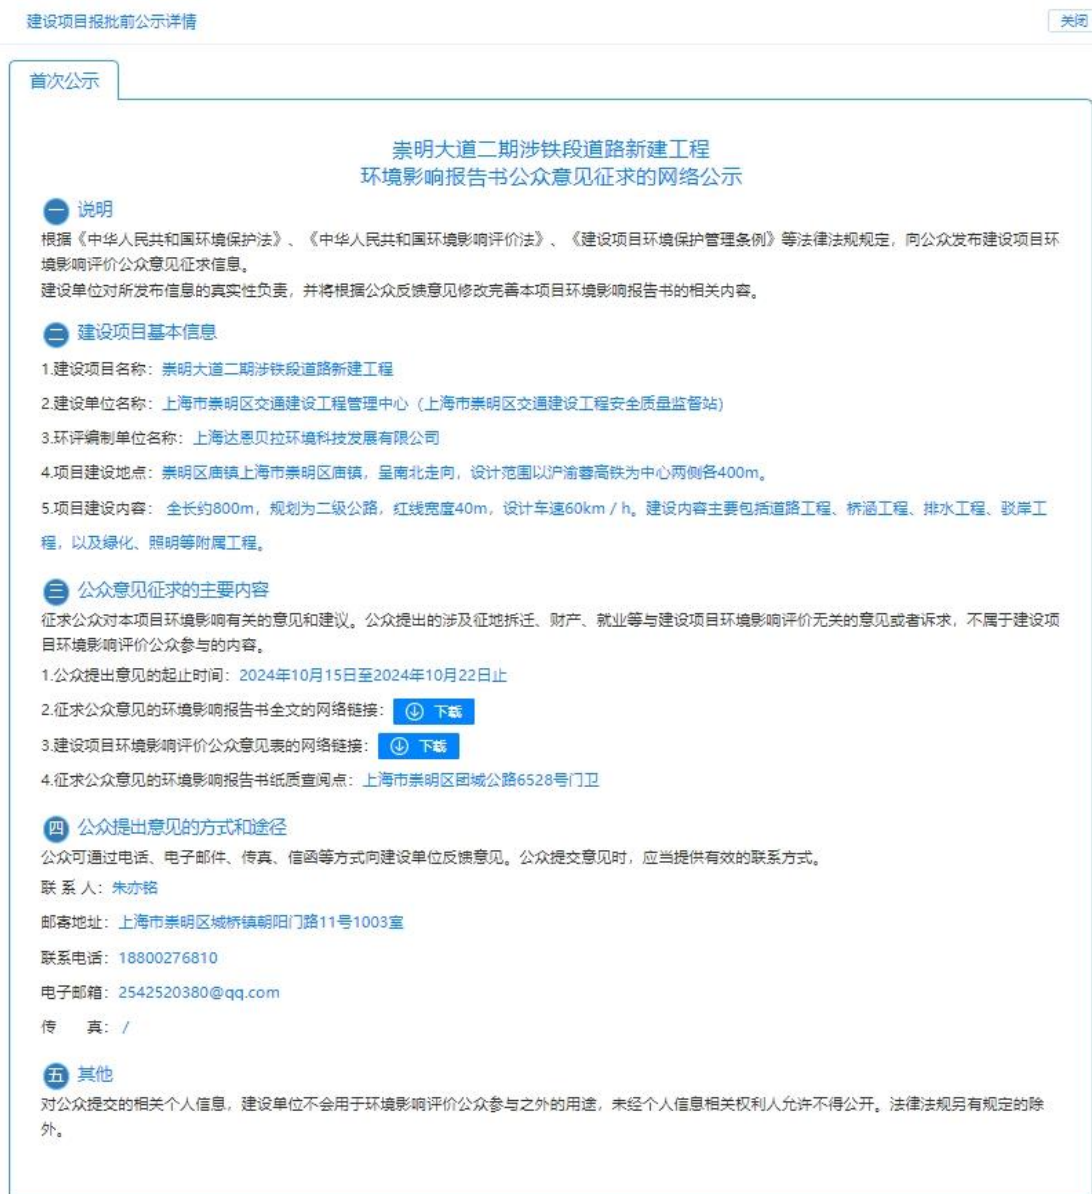 建设项目报批前公示详情
关闭
首次公示
崇明大道二期涉铁段道路新建工程
环境影响报告书公众意见征求的网络公示
一 说明
根据《中华人民共和国环境保护法》、《中华人民共和国环境影响评价法》、《建设项目环境保护管理条例》等法律法规规定，向公众发布建设项目环
境影响评价公众意见征求信息。
建设单位对所发布信息的真实性负责，并将根据公众反馈意见修改完善本项目环境影响报告书的相关内容。
二 建设项目基本信息
1.建设项目名称：崇明大道二期涉铁段道路新建工程
2.建设单位名称：上海市崇明区交通建设工程管理中心（上海市崇明区交通建设工程安全质量监督站）
3.环评编制单位名称：上海达恩贝拉环境科技发展有限公司
4.项目建设地点：崇明区庙镇上海市崇明区庙镇，呈南北走向，设计范围以沪渝蓉高铁为中心两侧各400m。
5.项目建设内容： 全长约800m，规划为二级公路，红线宽度40m，设计车速60km / h。建设内容主要包括道路工程、桥涵工程、排水工程、驳岸工
程，以及绿化、照明等附属工程。
三 公众意见征求的主要内容
征求公众对本项目环境影响有关的意见和建议。公众提出的涉及征地拆迁、财产、就业等与建设项目环境影响评价无关的意见或者诉求，不属于建设项
目环境影响评价公众参与的内容。
1.公众提出意见的起止时间：2024年10月15日至2024年10月22日止
2.征求公众意见的环境影响报告书全文的网络链接： 下载
3.建设项目环境影响评价公众意见表的网络链接： 下载
4.征求公众意见的环境影响报告书纸质查阅点：上海市崇明区团城公路6528号门卫
四 公众提出意见的方式和途径
公众可通过电话、电子邮件、传真、信函等方式向建设单位反馈意见。公众提交意见时，应当提供有效的联系方式。
联 系 人：朱亦铭
邮寄地址：上海市崇明区城桥镇朝阳门路11号1003室
联系电话：18800276810
电子邮箱：2542520380@qq.com
传 真：/
五 其他
对公众提交的相关个人信息，建设单位不会用于环境影响评价公众参与之外的用途，未经个人信息相关权利人允许不得公开。法律法规另有规定的除
外。